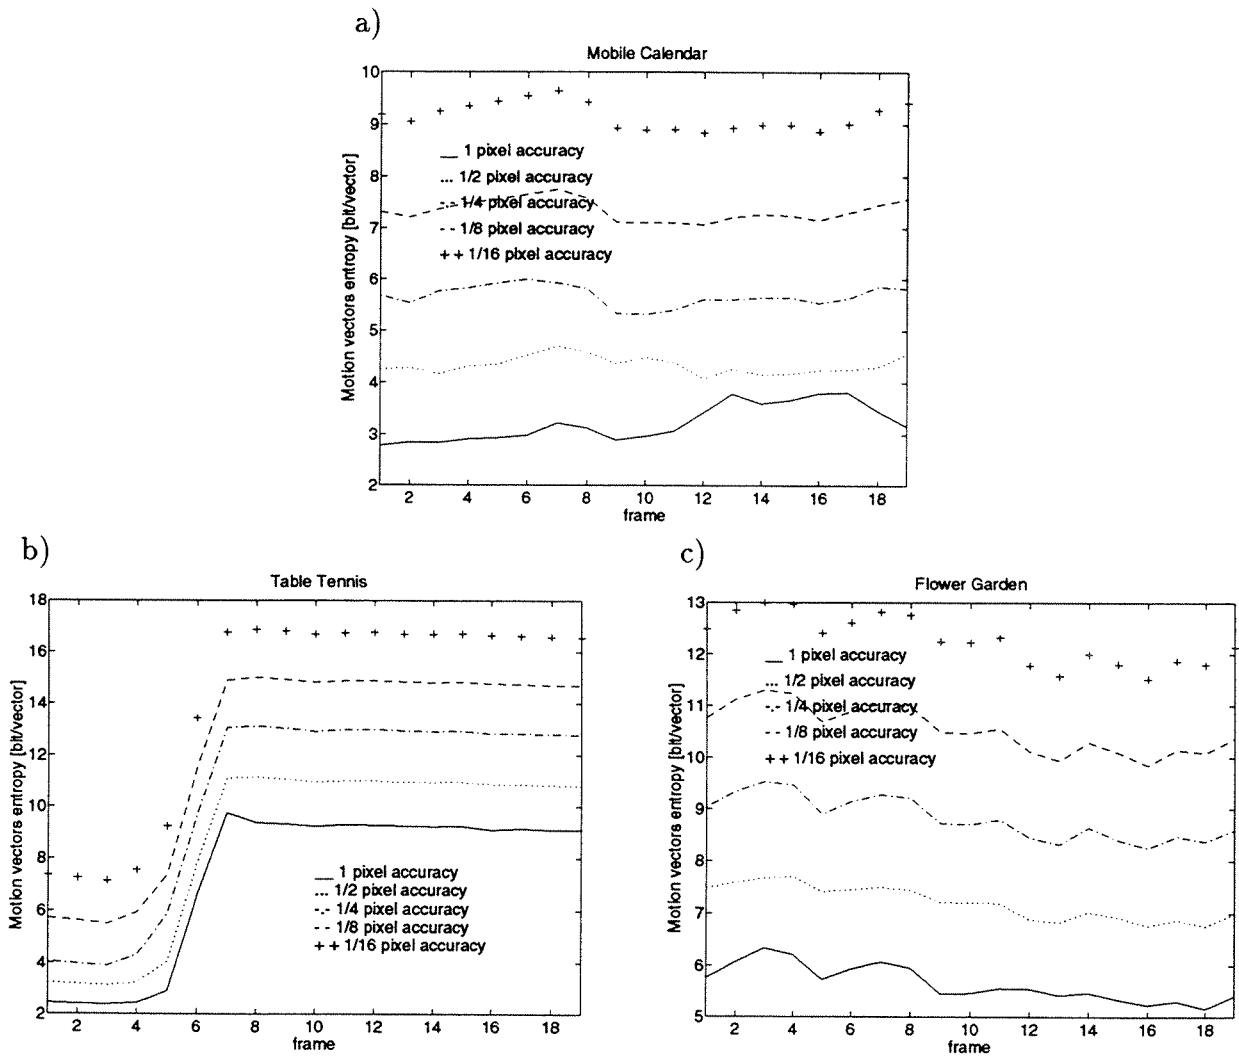 a)
Mobile Calendar
10
9
8
7
6
5
4
3
2
Motion vectors entropy [bit/vector]
1 pixel accuracy
1/2 pixel accuracy
1/4 pixel accuracy
1/8 pixel accuracy
+ + 1/16 pixel accuracy
2 4 6 8 10 12 14 16 18
frame
b)
Table Tennis
18
16
14
12
10
8
6
4
2
Motion vectors entropy [bit/vector]
1 pixel accuracy
1/2 pixel accuracy
1/4 pixel accuracy
1/8 pixel accuracy
+ + 1/16 pixel accuracy
2 4 6 8 10 12 14 16 18
frame
c)
Flower Garden
13
12
11
10
9
8
7
6
5
Motion vectors entropy [bit/vector]
1 pixel accuracy
1/2 pixel accuracy
1/4 pixel accuracy
1/8 pixel accuracy
+ + 1/16 pixel accuracy
2 4 6 8 10 12 14 16 18
frame